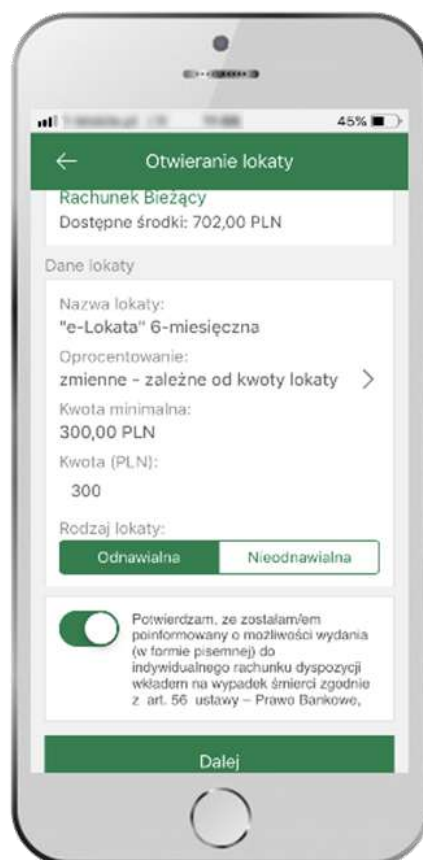 45%
Otwieranie lokaty
Rachunek Bieżący
Dostępne środki: 702,00 PLN
Dane lokaty
Nazwa lokaty:
"e-Lokata" 6-miesięczna
Oprocentowanie:
zmienne - zależne od kwoty lokaty
Kwota minimalna:
300,00 PLN
Kwota (PLN):
300
Rodzaj lokaty:
Odnawialna Nieodnawialna
Potwierdzam, ze zostałam/em
poinformowany o możliwości wydania
(w formie pisemnej) do
indywidualnego rachunku dyspozycji
wkładem na wypadek śmierci zgodnie
z art. 56 ustawy – Prawo Bankowe,
Dalej